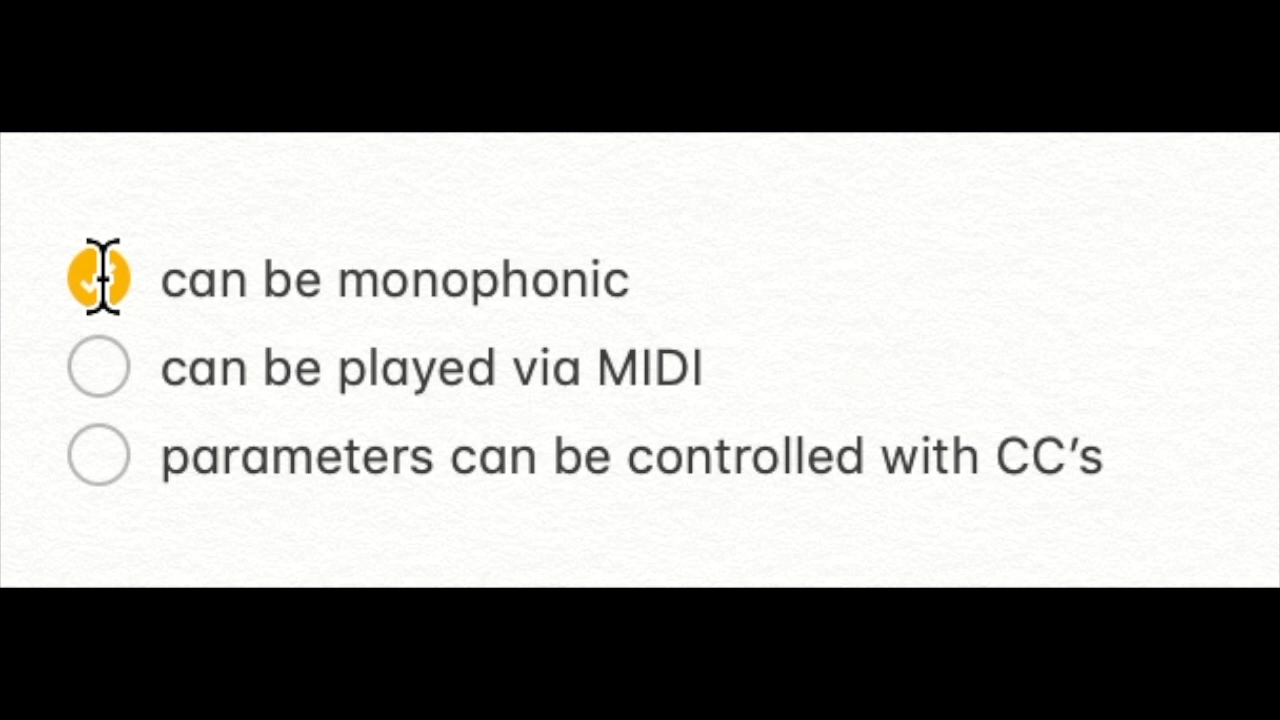 can be monophonic
can be played via MIDI
parameters can be controlled with CC’s